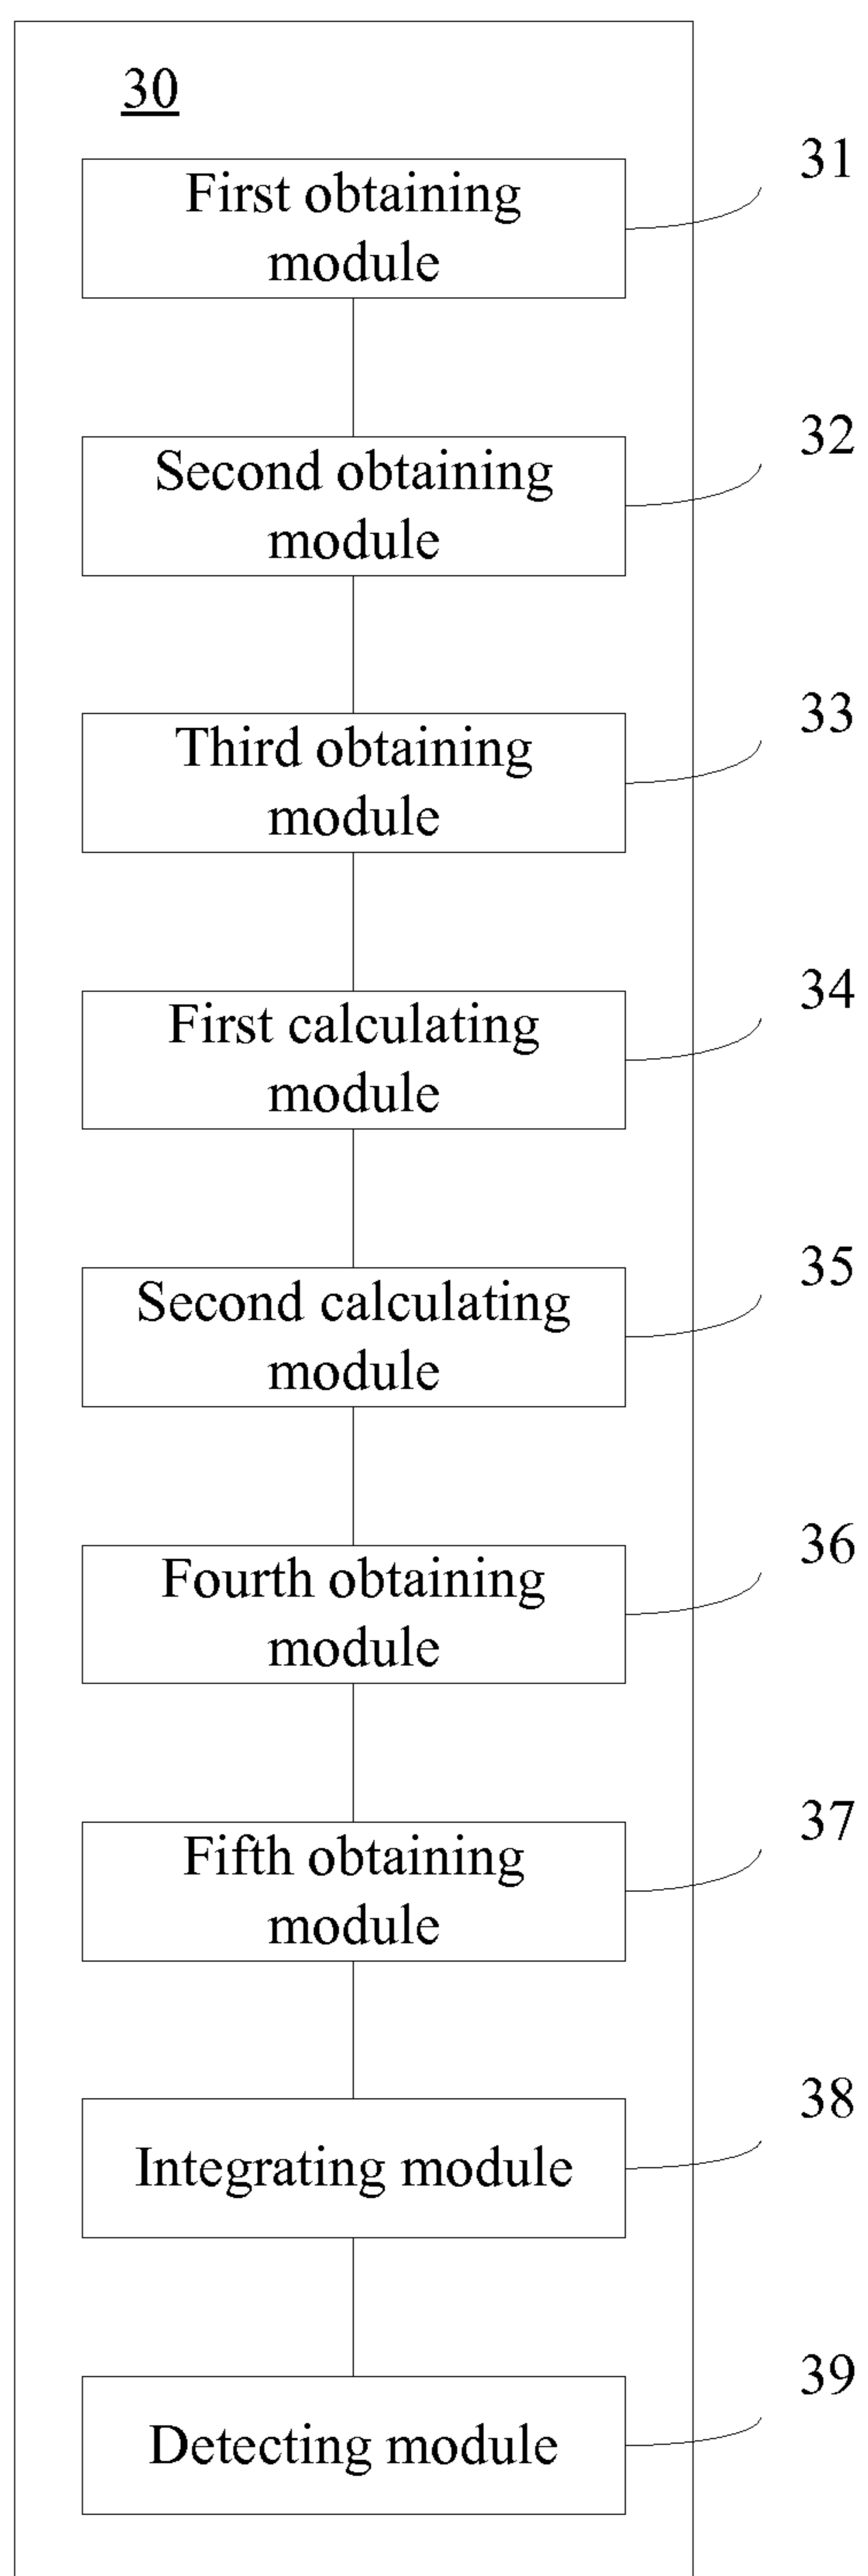 30
31
First obtaining
module
32
Second obtaining
module
33
Third obtaining
module
34
First calculating
module
35
Second calculating
module
36
Fourth obtaining
module
37
Fifth obtaining
module
38
Integrating module
39
Detecting module